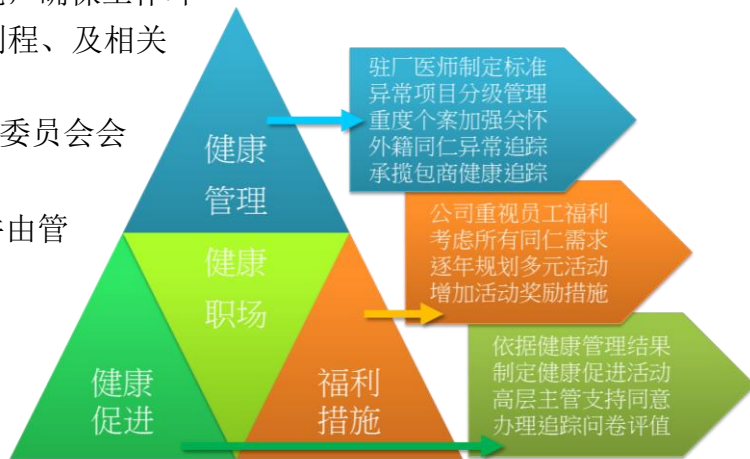 确保工作环
程、及相关
委员会会
由管
健康
管理
健康
职场
健康
促进
福利
措施
驻厂医师制定标准
异常项目分级管理
重度个案加强关怀
外籍同仁异常追踪
承揽包商健康追踪
公司重视员工福利
考虑所有同仁需求
逐年规划多元活动
增加活动奖励措施
依据健康管理结果
制定健康促进活动
高层主管支持同意
办理追踪问卷评值